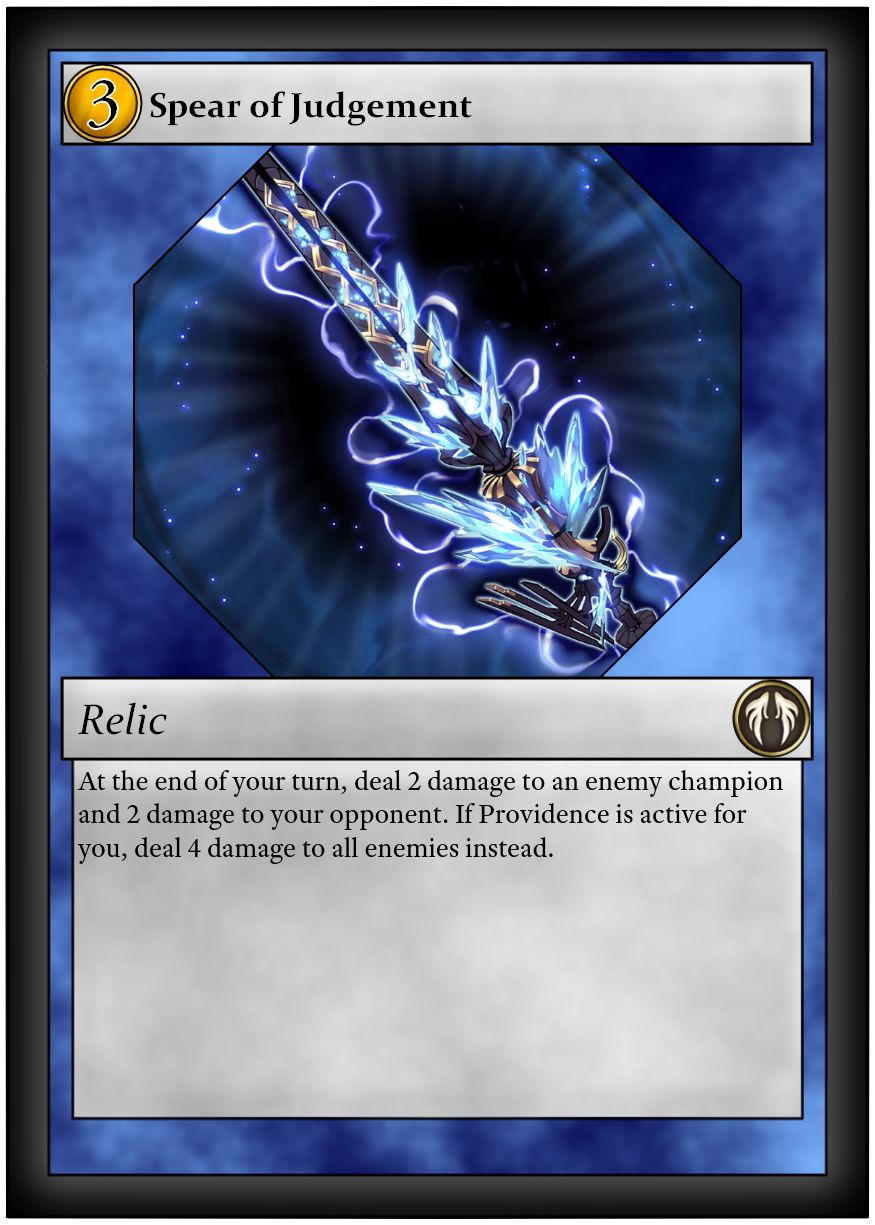 3 Spear of Judgement
Relic
At the end of your turn, deal 2 damage to an enemy champion
and 2 damage to your opponent. If Providence is active for
you, deal 4 damage to all enemies instead.